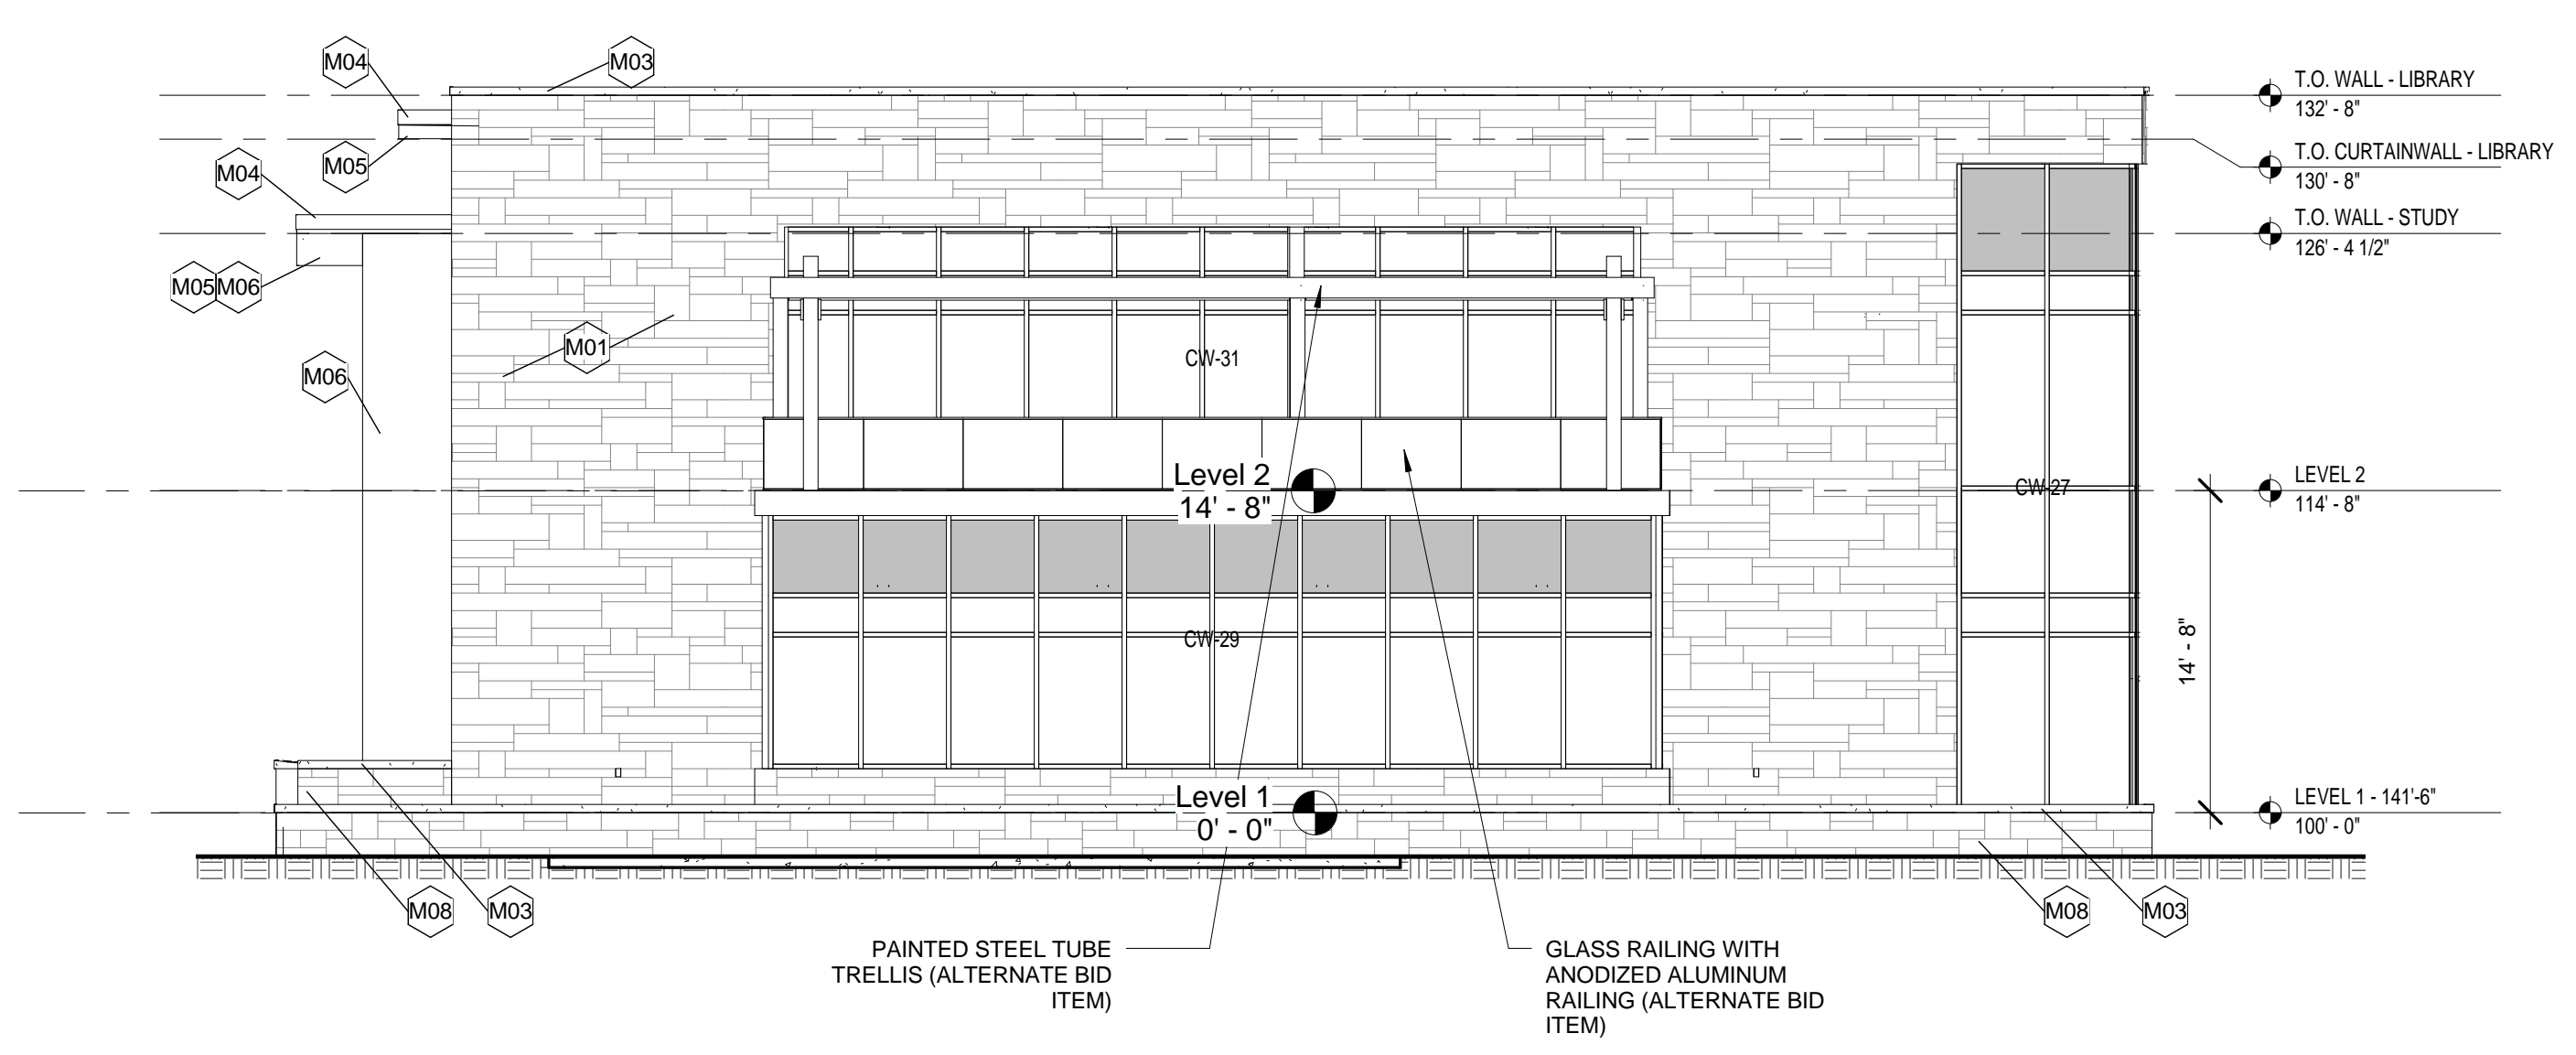 M04
M03
T.O. WALL - LIBRARY
132' - 8"
M05
M04
T.O. CURTAINWALL - LIBRARY
130' - 8"
T.O. WALL - STUDY
126' - 4 1/2"
M05
M06
M01
CW-31
M06
Level 2
14' - 8"
CW-27
LEVEL 2
114' - 8"
CW-29
14' - 8"
Level 1
0' - 0"
LEVEL 1 - 141'-6"
100' - 0"
M08
M03
M08
M03
PAINTED STEEL TUBE
TRELLIS (ALTERNATE BID
ITEM)
GLASS RAILING WITH
ANODIZED ALUMINUM
RAILING (ALTERNATE BID
ITEM)